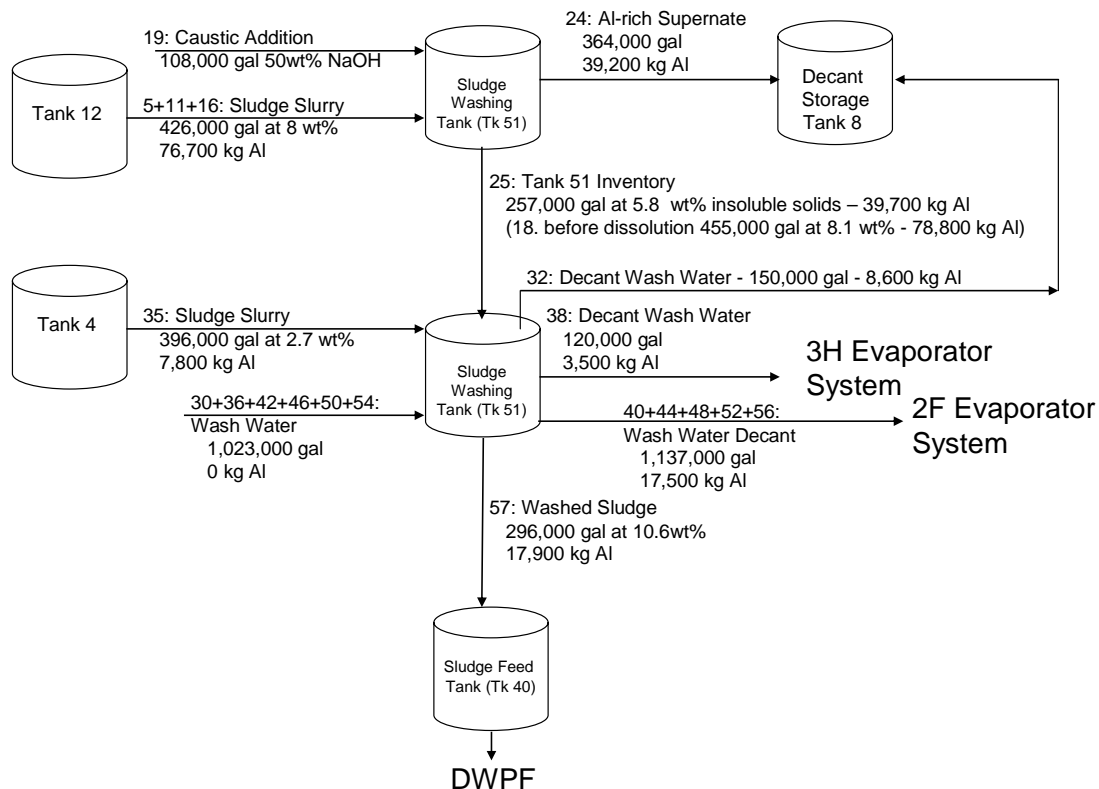 19: Caustic Addition
108,000 gal 50wt% NaOH
24: Al-rich Supernate
364,000 gal
39,200 kg Al
Tank 12
5+11+16: Sludge Slurry
426,000 gal at 8 wt%
76,700 kg Al
Sludge
Washing
Tank (Tk 51)
Decant
Storage
Tank 8
25: Tank 51 Inventory
257,000 gal at 5.8 wt% insoluble solids – 39,700 kg Al
(18. before dissolution 455,000 gal at 8.1 wt% - 78,800 kg Al)
32: Decant Wash Water - 150,000 gal - 8,600 kg Al
Tank 4
35: Sludge Slurry
396,000 gal at 2.7 wt%
7,800 kg Al
38: Decant Wash Water
120,000 gal
3,500 kg Al
3H Evaporator
System
Sludge
Washing
Tank (Tk 51)
30+36+42+46+50+54:
Wash Water
1,023,000 gal
0 kg Al
40+44+48+52+56:
Wash Water Decant
1,137,000 gal
17,500 kg Al
2F Evaporator
System
57: Washed Sludge
296,000 gal at 10.6wt%
17,900 kg Al
Sludge Feed
Tank (Tk 40)
DWPF